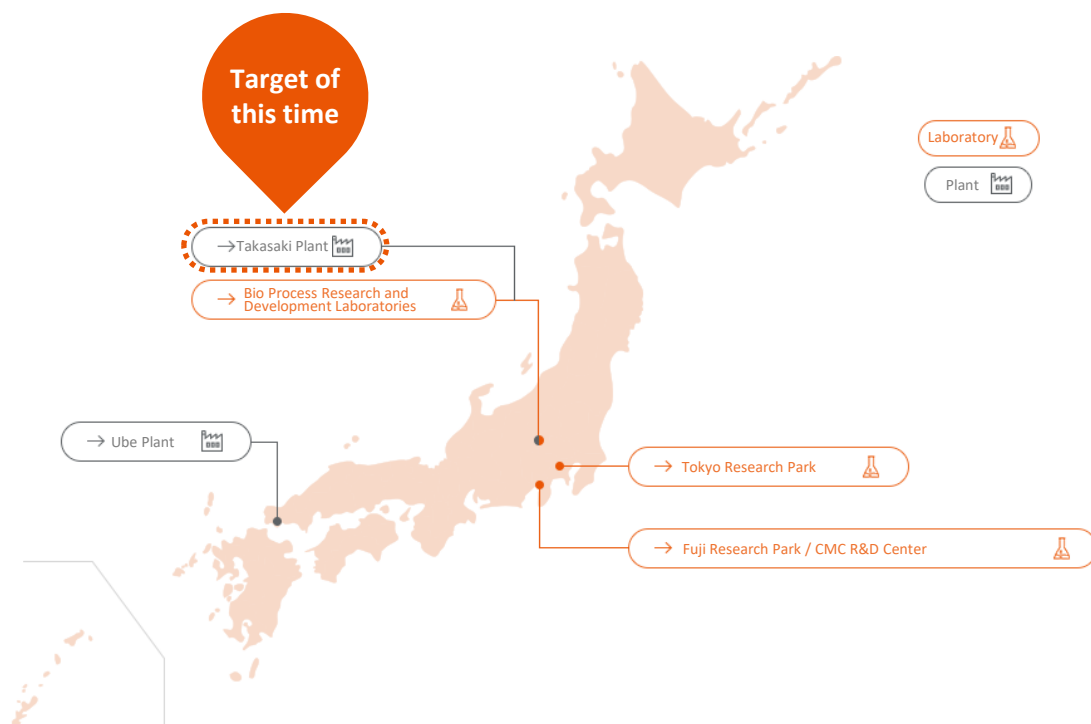 Target of
this time
Laboratory
Plant
→Takasaki Plant
→ Bio Process Research and
Development Laboratories
→ Ube Plant
→ Tokyo Research Park
→ Fuji Research Park / CMC R&D Center